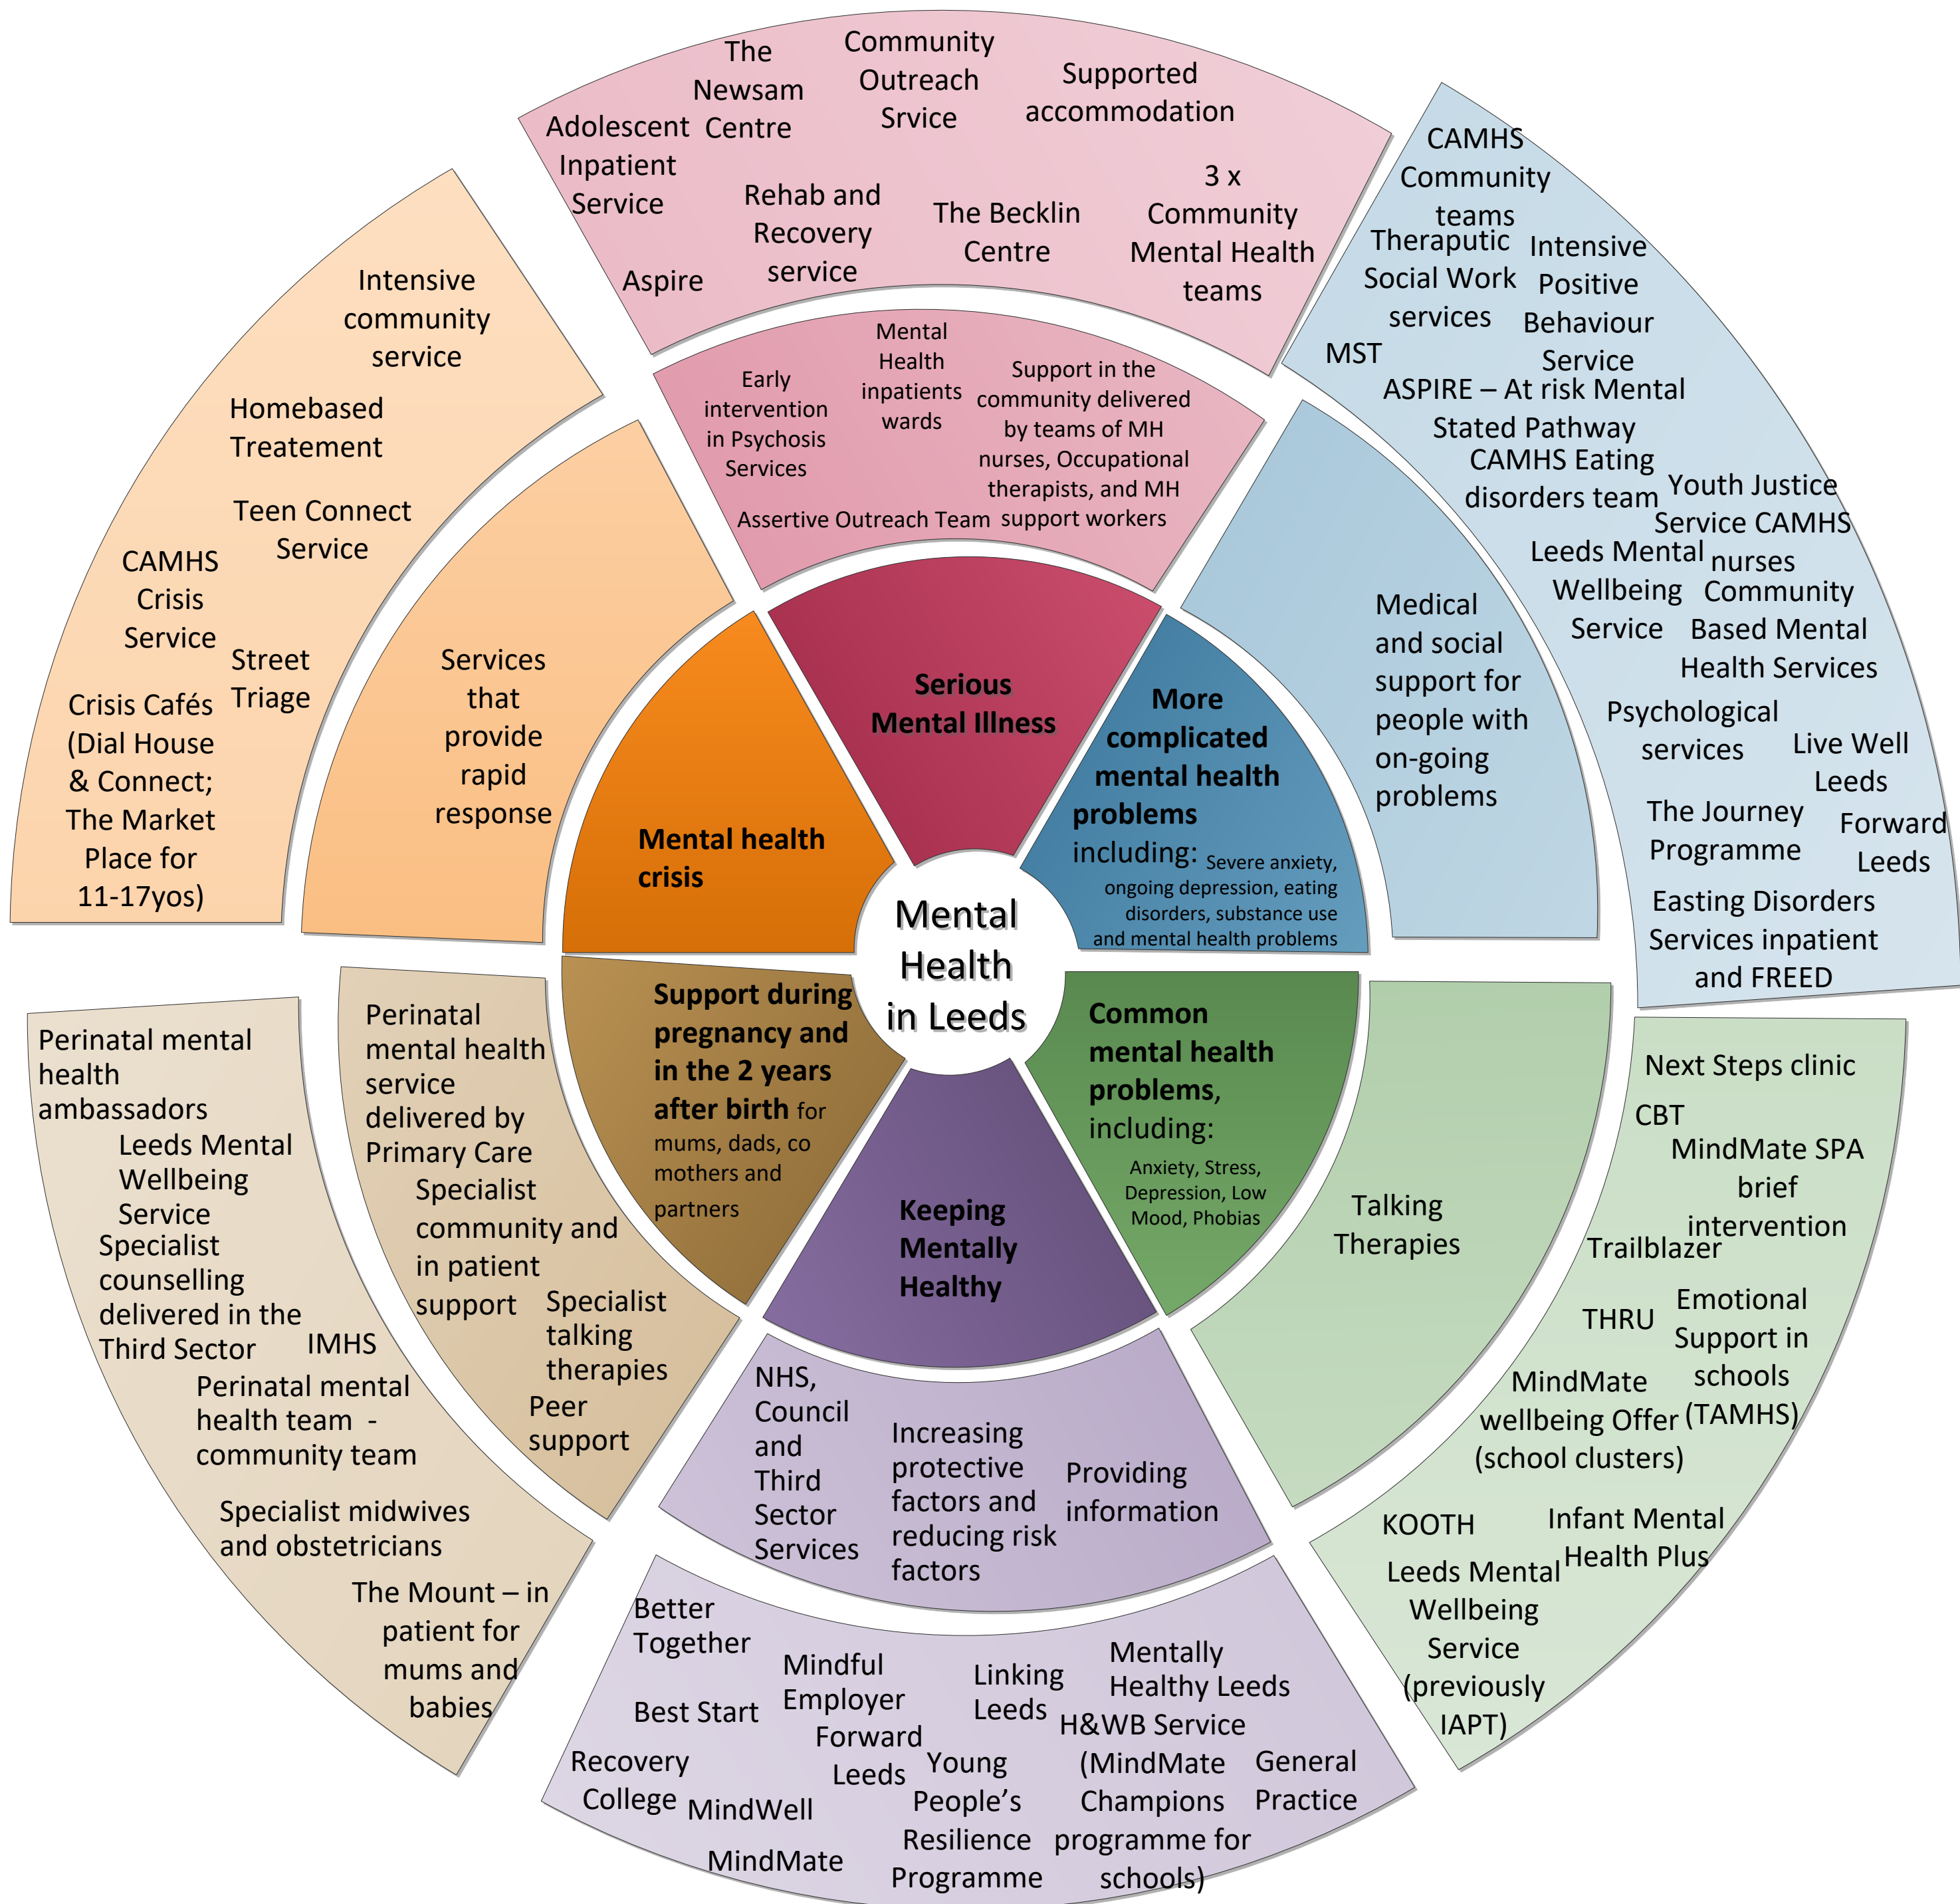 Mental
Health
in Leeds
Serious
Mental Illness
Early
intervention
in Psychosis
Services
Mental
Health
inpatients
wards
Support in the
community delivered
by teams of MH
nurses, Occupational
therapists, and MH
support workers
Assertive Outreach Team
Adolescent
Inpatient
Service
The
Newsam
Centre
Community
Outreach
Srvice
Supported
accommodation
Aspire
Rehab and
Recovery
service
The Becklin
Centre
3 x
Community
Mental Health
teams
More
complicated
mental health
problems
including: Severe anxiety,
ongoing depression, eating
disorders, substance use
and mental health problems
Medical
and social
support for
people with
on-going
problems
CAMHS
Community
teams
Theraputic
Social Work
services
Intensive
Positive
Behaviour
Service
MST
ASPIRE – At risk Mental
Stated Pathway
CAMHS Eating
disorders team
Youth Justice
Service CAMHS
nurses
Leeds Mental
Wellbeing
Service
Community
Based Mental
Health Services
Psychological
services
Live Well
Leeds
The Journey
Programme
Forward
Leeds
Easting Disorders
Services inpatient
and FREED
Common
mental health
problems,
including:
Anxiety, Stress,
Depression, Low
Mood, Phobias
Talking
Therapies
Next Steps clinic
CBT
MindMate SPA
brief
intervention
Trailblazer
THRU
Emotional
Support in
schools
(TAMHS)
MindMate
wellbeing Offer
(school clusters)
KOOTH
Infant Mental
Health Plus
Leeds Mental
Wellbeing
Service
(previously
IAPT)
Keeping
Mentally
Healthy
NHS,
Council
and
Third
Sector
Services
Increasing
protective
factors and
reducing risk
factors
Providing
information
Better
Together
Best Start
Recovery
College
MindWell
MindMate
Mindful
Employer
Forward
Leeds
Young
People’s
Resilience
Programme
Linking
Leeds
Mentally
Healthy Leeds
H&WB Service
(MindMate
Champions
programme for
schools)
General
Practice
Support during
pregnancy and
in the 2 years
after birth for
mums, dads, co
mothers and
partners
Perinatal
mental health
service
delivered by
Primary Care
Specialist
community and
in patient
support
Specialist
talking
therapies
Peer
support
Perinatal mental
health
ambassadors
Leeds Mental
Wellbeing
Service
Specialist
counselling
delivered in the
Third Sector
IMHS
Perinatal mental
health team -
community team
Specialist midwives
and obstetricians
The Mount – in
patient for
mums and
babies
Mental health
crisis
Services
that
provide
rapid
response
Intensive
community
service
Homebased
Treatement
Teen Connect
Service
CAMHS
Crisis
Service
Street
Triage
Crisis Cafés
(Dial House
& Connect;
The Market
Place for
11-17yos)